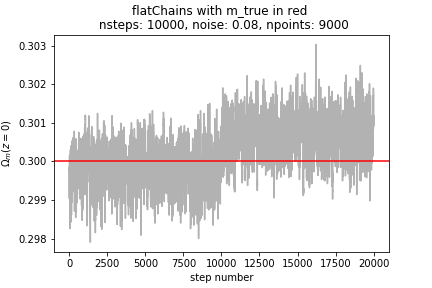 flatChains with m_true in red
nsteps: 10000, noise: 0.08, npoints: 9000
0.303
0.302
0.301
0.300
0.299
0.298
Ωm(z = 0)
0 2500 5000 7500 10000 12500 15000 17500 20000
step number